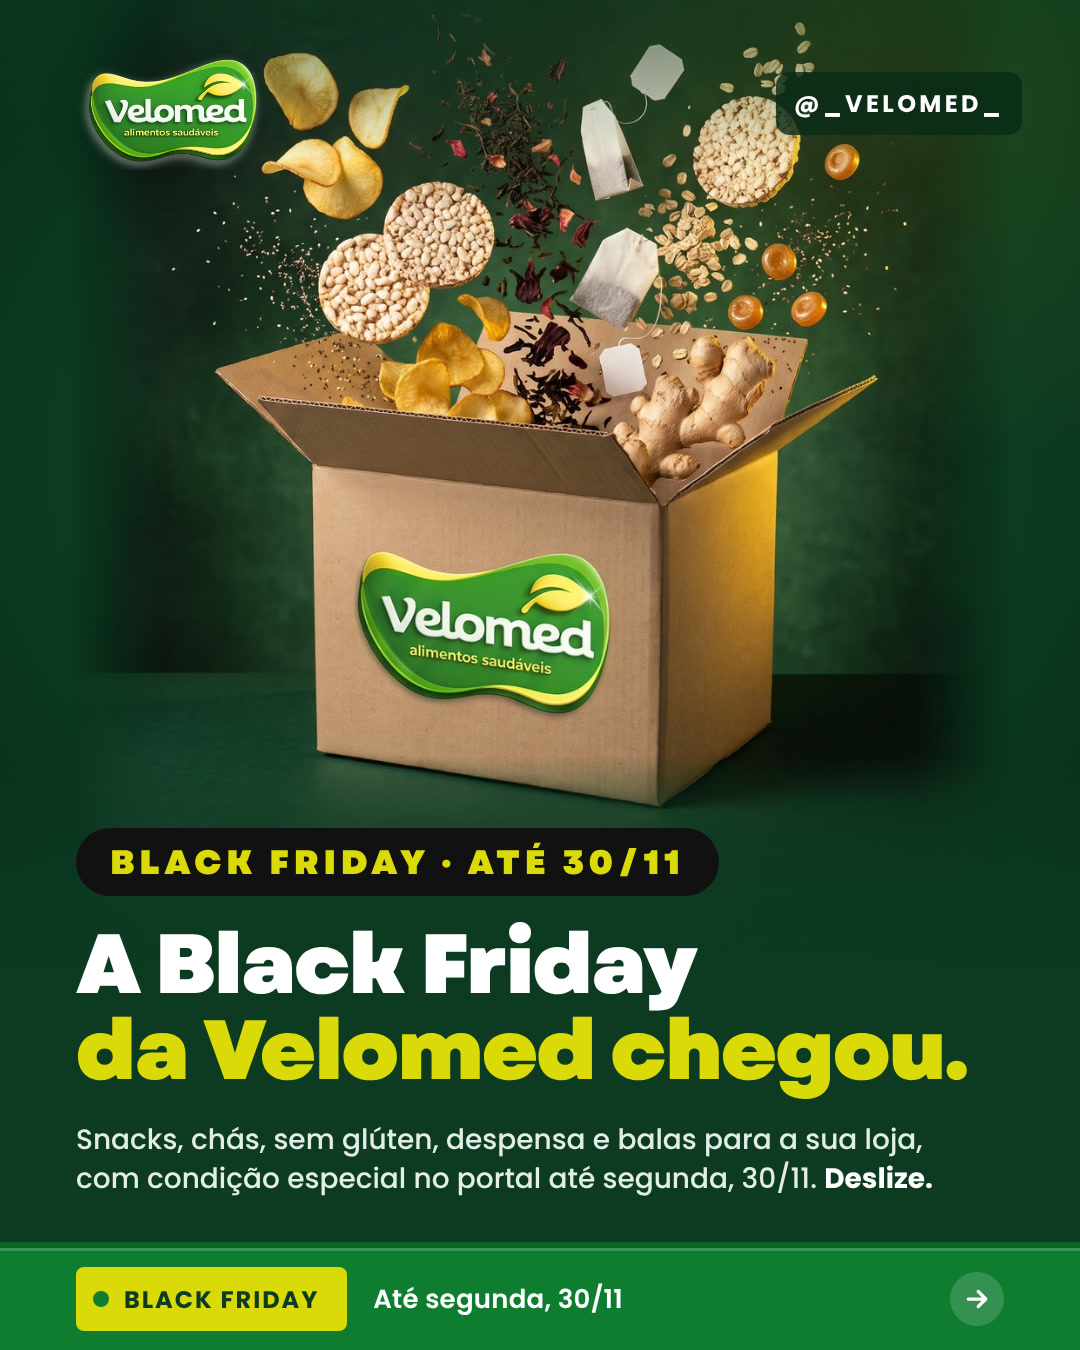 Velomed
alimentos saudáveis
@_VELOMED_
Velomed
alimentos saudáveis
BLACK FRIDAY · ATÉ 30/11
A Black Friday
da Velomed chegou.
Snacks, chás, sem glúten, despensa e balas para a sua loja,
com condição especial no portal até segunda, 30/11. Deslize.
BLACK FRIDAY
Até segunda, 30/11